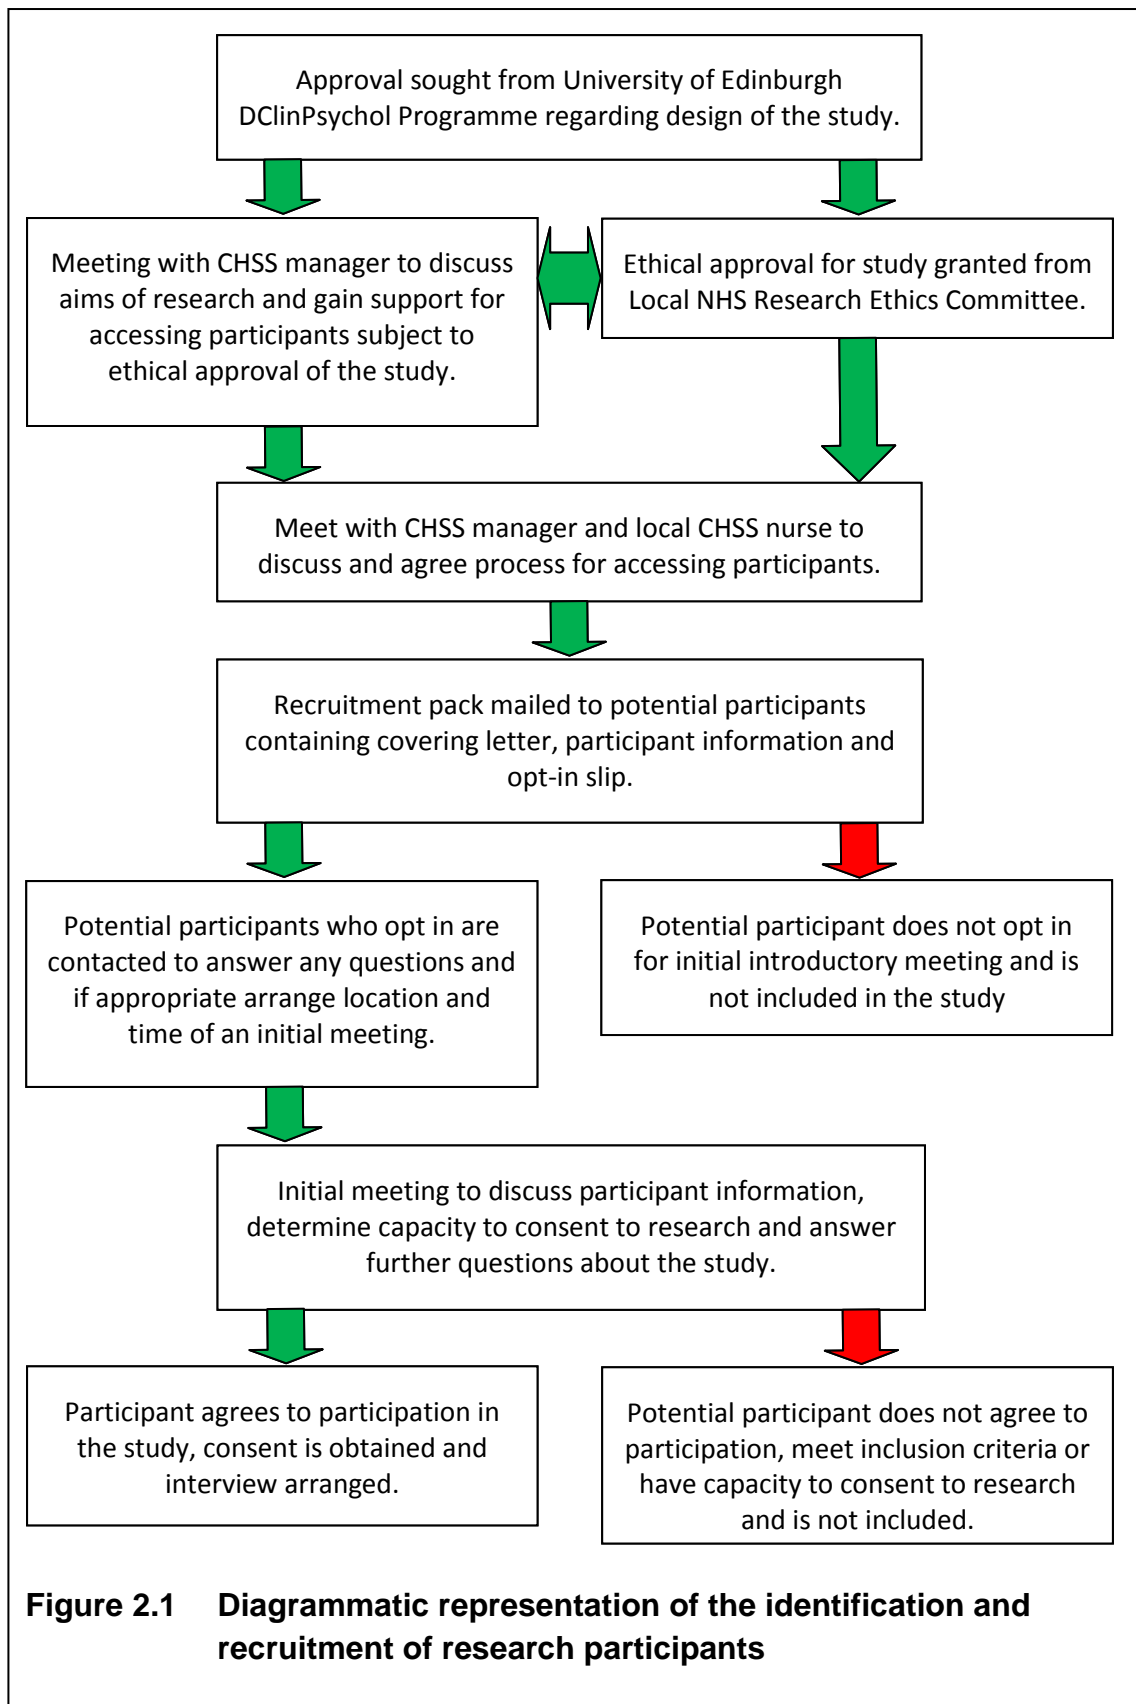 Approval sought from University of Edinburgh
DClinPsychol Programme regarding design of the study.
Meeting with CHSS manager to discuss
aims of research and gain support for
accessing participants subject to
ethical approval of the study.
Ethical approval for study granted from
Local NHS Research Ethics Committee.
Meet with CHSS manager and local CHSS nurse to
discuss and agree process for accessing participants.
Recruitment pack mailed to potential participants
containing covering letter, participant information and
opt-in slip.
Potential participants who opt in are
contacted to answer any questions and
if appropriate arrange location and
time of an initial meeting.
Potential participant does not opt in
for initial introductory meeting and is
not included in the study
Initial meeting to discuss participant information,
determine capacity to consent to research and answer
further questions about the study.
Participant agrees to participation in
the study, consent is obtained and
interview arranged.
Potential participant does not agree to
participation, meet inclusion criteria or
have capacity to consent to research
and is not included.
Figure 2.1 Diagrammatic representation of the identification and
recruitment of research participants